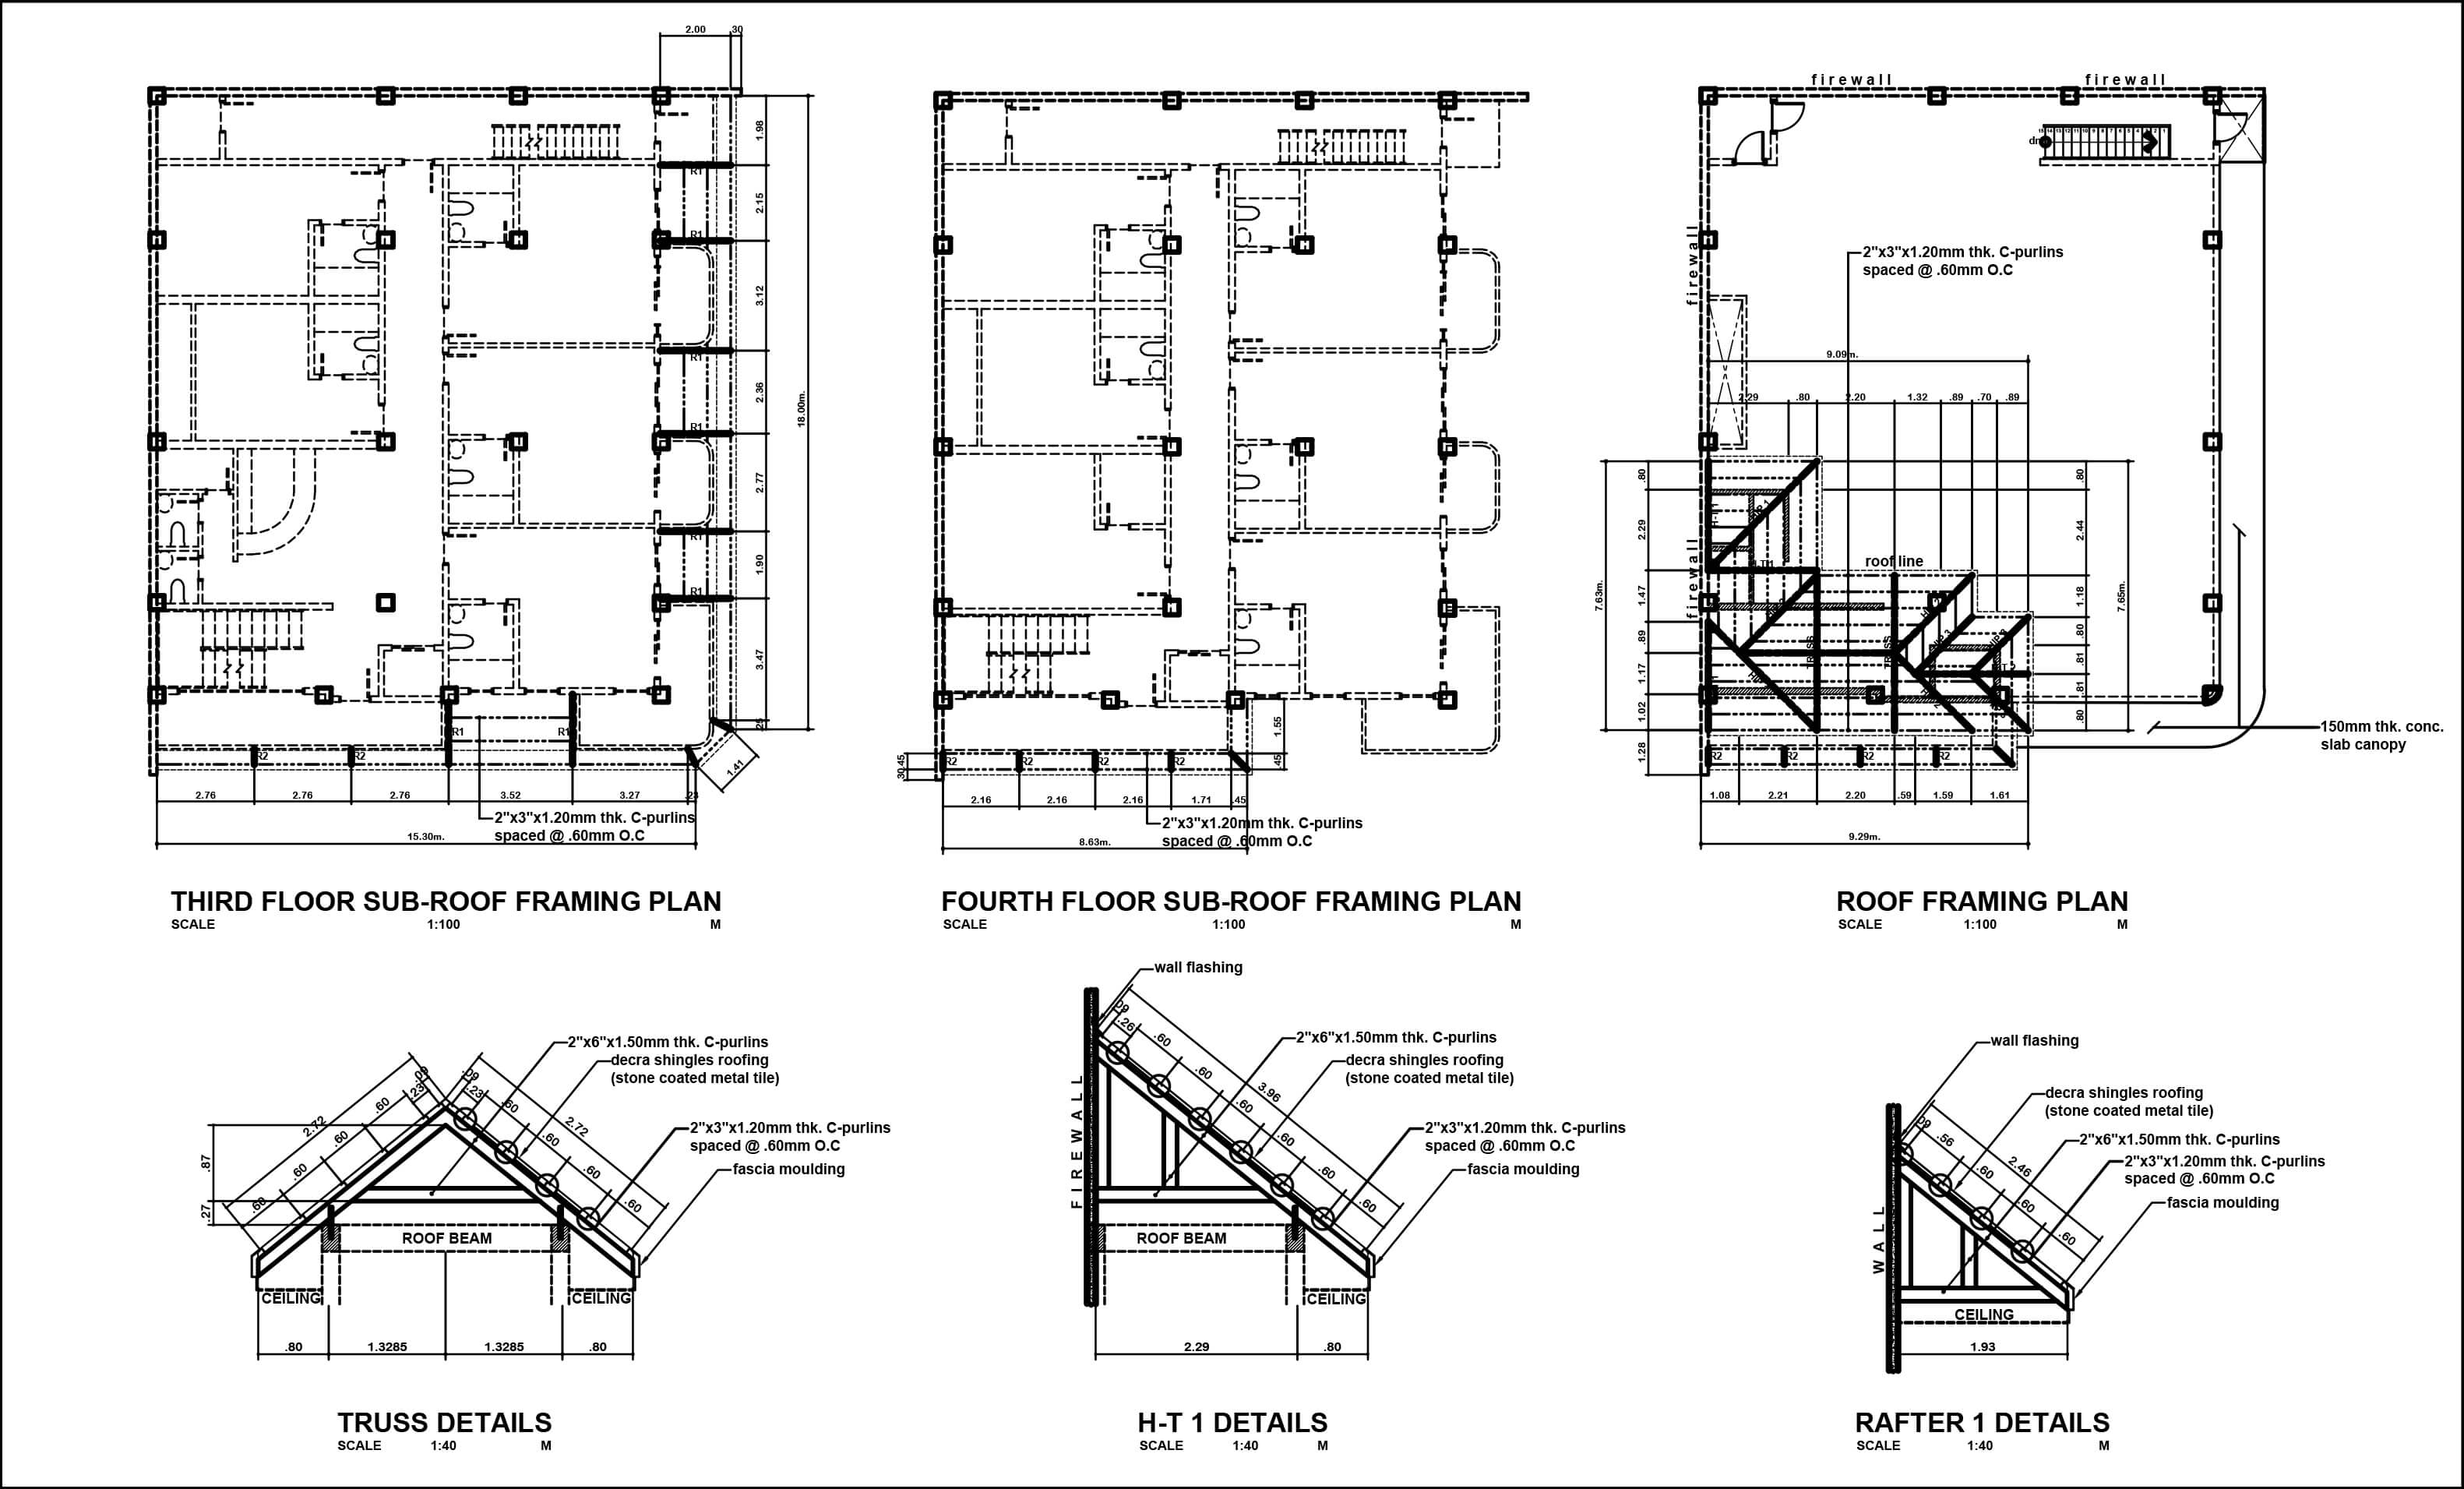 2.00 .30
1.98
2.15
3.12
2.36
2.77
1.90
3.47
.25
18.00m.
1.41
R1
R1
R1
R1
R1
R1
R1
R1
R2
R2
2.76 2.76 2.76 3.52 3.27 .23
2"x3"x1.20mm thk. C-purlins
spaced @ .60mm O.C
15.30m.
THIRD FLOOR SUB-ROOF FRAMING PLAN
SCALE 1:100 M
1.55
.45
.30 .45
R2 R2 R2 R2
2.16 2.16 2.16 1.71 .45
2"x3"x1.20mm thk. C-purlins
spaced @ .60mm O.C
8.63m.
FOURTH FLOOR SUB-ROOF FRAMING PLAN
SCALE 1:100 M
firewall firewall
dn
firewall
2"x3"x1.20mm thk. C-purlins
spaced @ .60mm O.C
9.09m.
2.29 .80 2.20 1.32 .89 .70 .89
firewall
roof line
.80
2.29
1.47
.89
1.17
1.02
1.28
7.63m.
.80
2.44
1.18
.80
.81
.81
.80
7.65m.
R2 R2 R2 R2
150mm thk. conc.
slab canopy
1.08 2.21 2.20 .59 1.59 1.61
9.29m.
ROOF FRAMING PLAN
SCALE 1:100 M
2"x6"x1.50mm thk. C-purlins
decra shingles roofing
(stone coated metal tile)
2"x3"x1.20mm thk. C-purlins
spaced @ .60mm O.C
fascia moulding
.09 .09
.23 .23
.60 .60
2.72 2.72
.60 .60
.60 .60
.60 .60
.87
.27
ROOF BEAM
CEILING CEILING
.80 1.3285 1.3285 .80
TRUSS DETAILS
SCALE 1:40 M
wall flashing
2"x6"x1.50mm thk. C-purlins
decra shingles roofing
(stone coated metal tile)
2"x3"x1.20mm thk. C-purlins
spaced @ .60mm O.C
fascia moulding
.09
.26
.60
.60
3.96
.60
.60
.60
.60
FIREWALL
ROOF BEAM
CEILING
2.29 .80
H-T 1 DETAILS
SCALE 1:40 M
wall flashing
decra shingles roofing
(stone coated metal tile)
2"x6"x1.50mm thk. C-purlins
2"x3"x1.20mm thk. C-purlins
spaced @ .60mm O.C
fascia moulding
.09
.56
2.46
.60
.60
.60
WALL
CEILING
1.93
RAFTER 1 DETAILS
SCALE 1:40 M